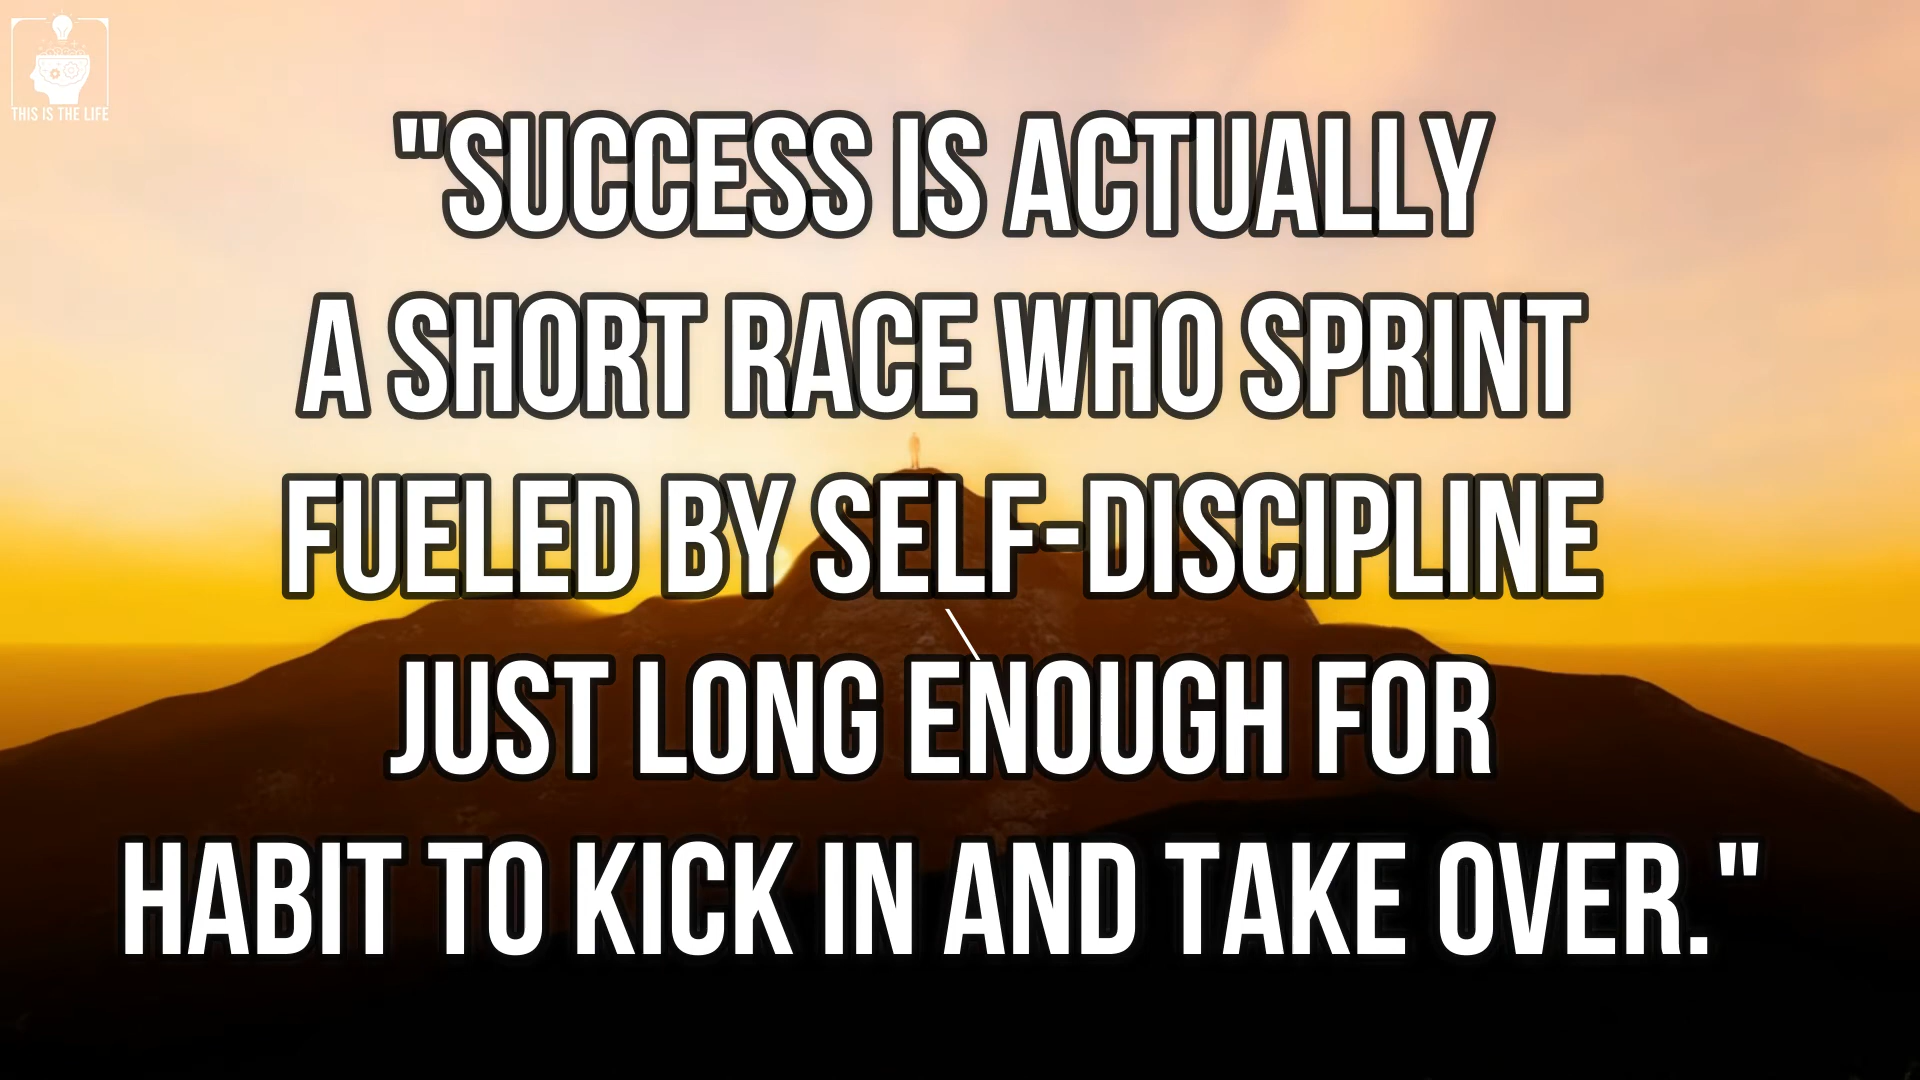 THIS IS THE LIFE
"SUCCESS IS ACTUALLY
A SHORT RACE WHO SPRINT
FUELED BY SELF-DISCIPLINE
JUST LONG ENOUGH FOR
HABIT TO KICK IN AND TAKE OVER."